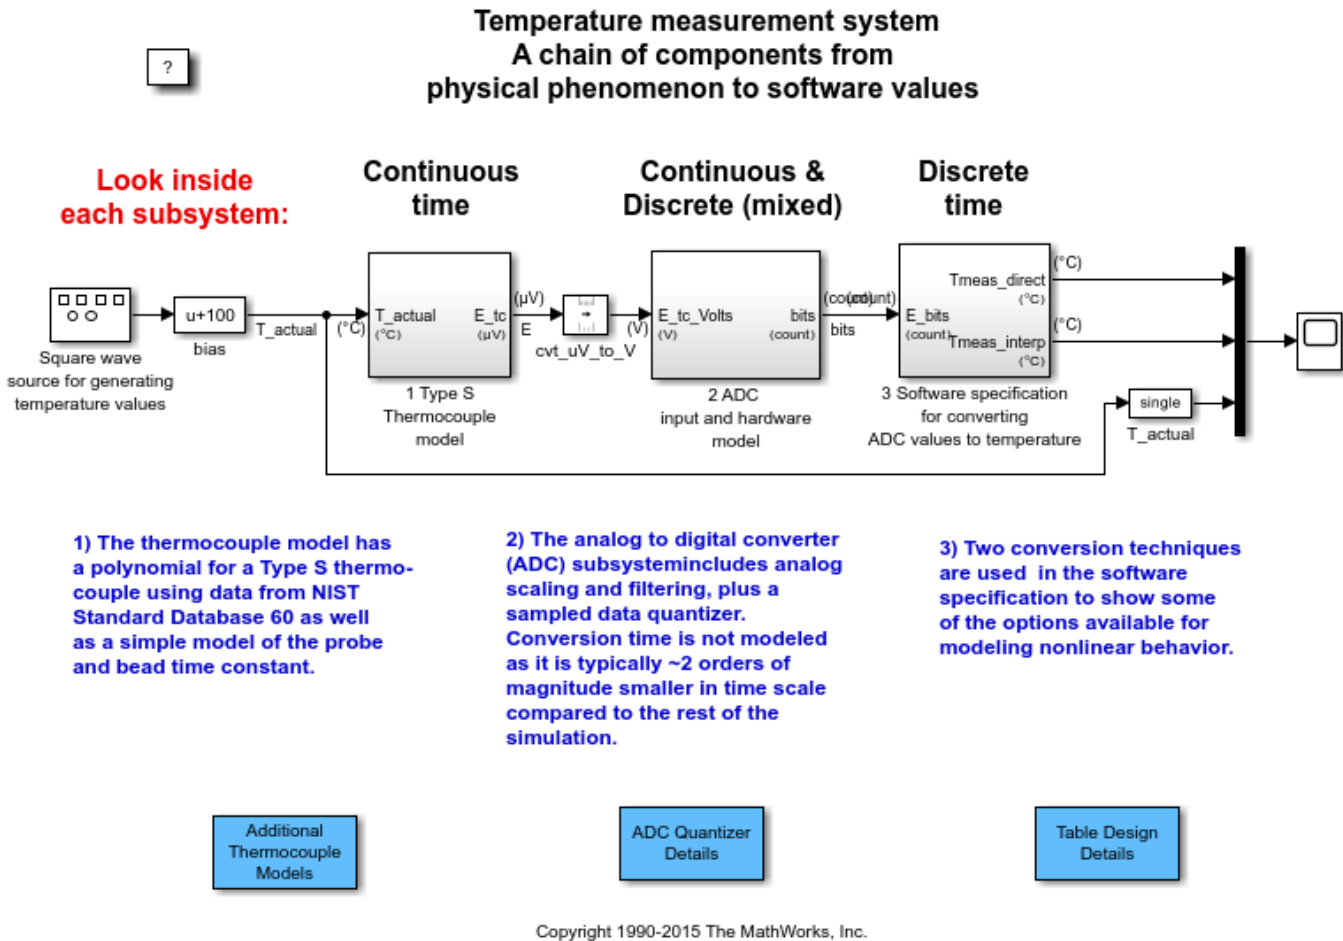 Temperature measurement system
A chain of components from
physical phenomenon to software values
?
Look inside
each subsystem:
Continuous
time
Continuous &
Discrete (mixed)
Discrete
time
Square wave
source for generating
temperature values
u+100
bias
T_actual
(°C)
T_actual
(°C)
E_tc
(µV)
1 Type S
Thermocouple
model
(µV)
E
cvt_uV_to_V
(V)
E_tc_Volts
(V)
bits
(count)
2 ADC
input and hardware
model
(count)
(count)
bits
E_bits
(count)
Tmeas_direct
(°C)
Tmeas_interp
(°C)
3 Software specification
for converting
ADC values to temperature
(°C)
(°C)
single
T_actual
1) The thermocouple model has
a polynomial for a Type S thermo-
couple using data from NIST
Standard Database 60 as well
as a simple model of the probe
and bead time constant.
2) The analog to digital converter
(ADC) subsystemincludes analog
scaling and filtering, plus a
sampled data quantizer.
Conversion time is not modeled
as it is typically ~2 orders of
magnitude smaller in time scale
compared to the rest of the
simulation.
3) Two conversion techniques
are used  in the software
specification to show some
of the options available for
modeling nonlinear behavior.
Additional
Thermocouple
Models
ADC Quantizer
Details
Table Design
Details
Copyright 1990-2015 The MathWorks, Inc.